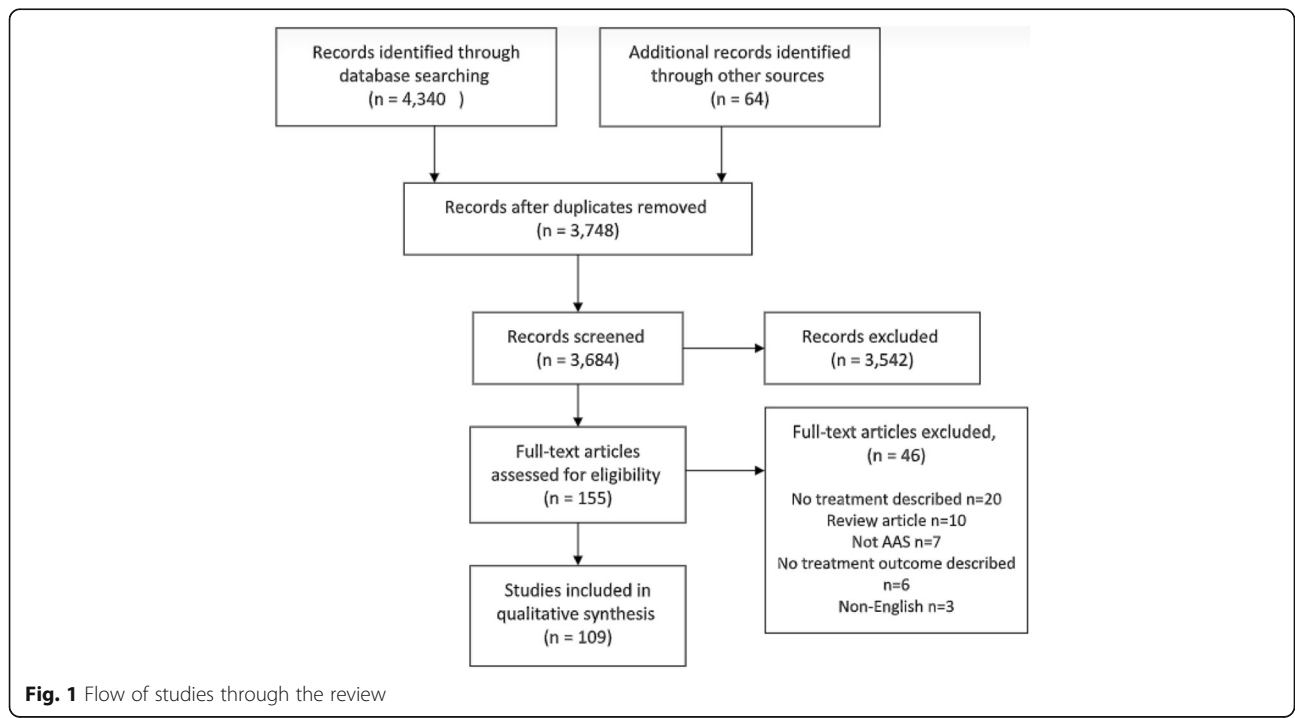 Records identified through
database searching
(n = 4,340   )
Additional records identified
through other sources
(n = 64)
Records after duplicates removed
(n = 3,748)
Records screened
(n = 3,684)
Records excluded
(n = 3,542)
Full-text articles
assessed for eligibility
(n = 155)
Full-text articles excluded,
(n = 46)
No treatment described n=20
Review article n=10
Not AAS n=7
No treatment outcome described
n=6
Non-English n=3
Studies included in
qualitative synthesis
(n = 109)
Fig. 1 Flow of studies through the review